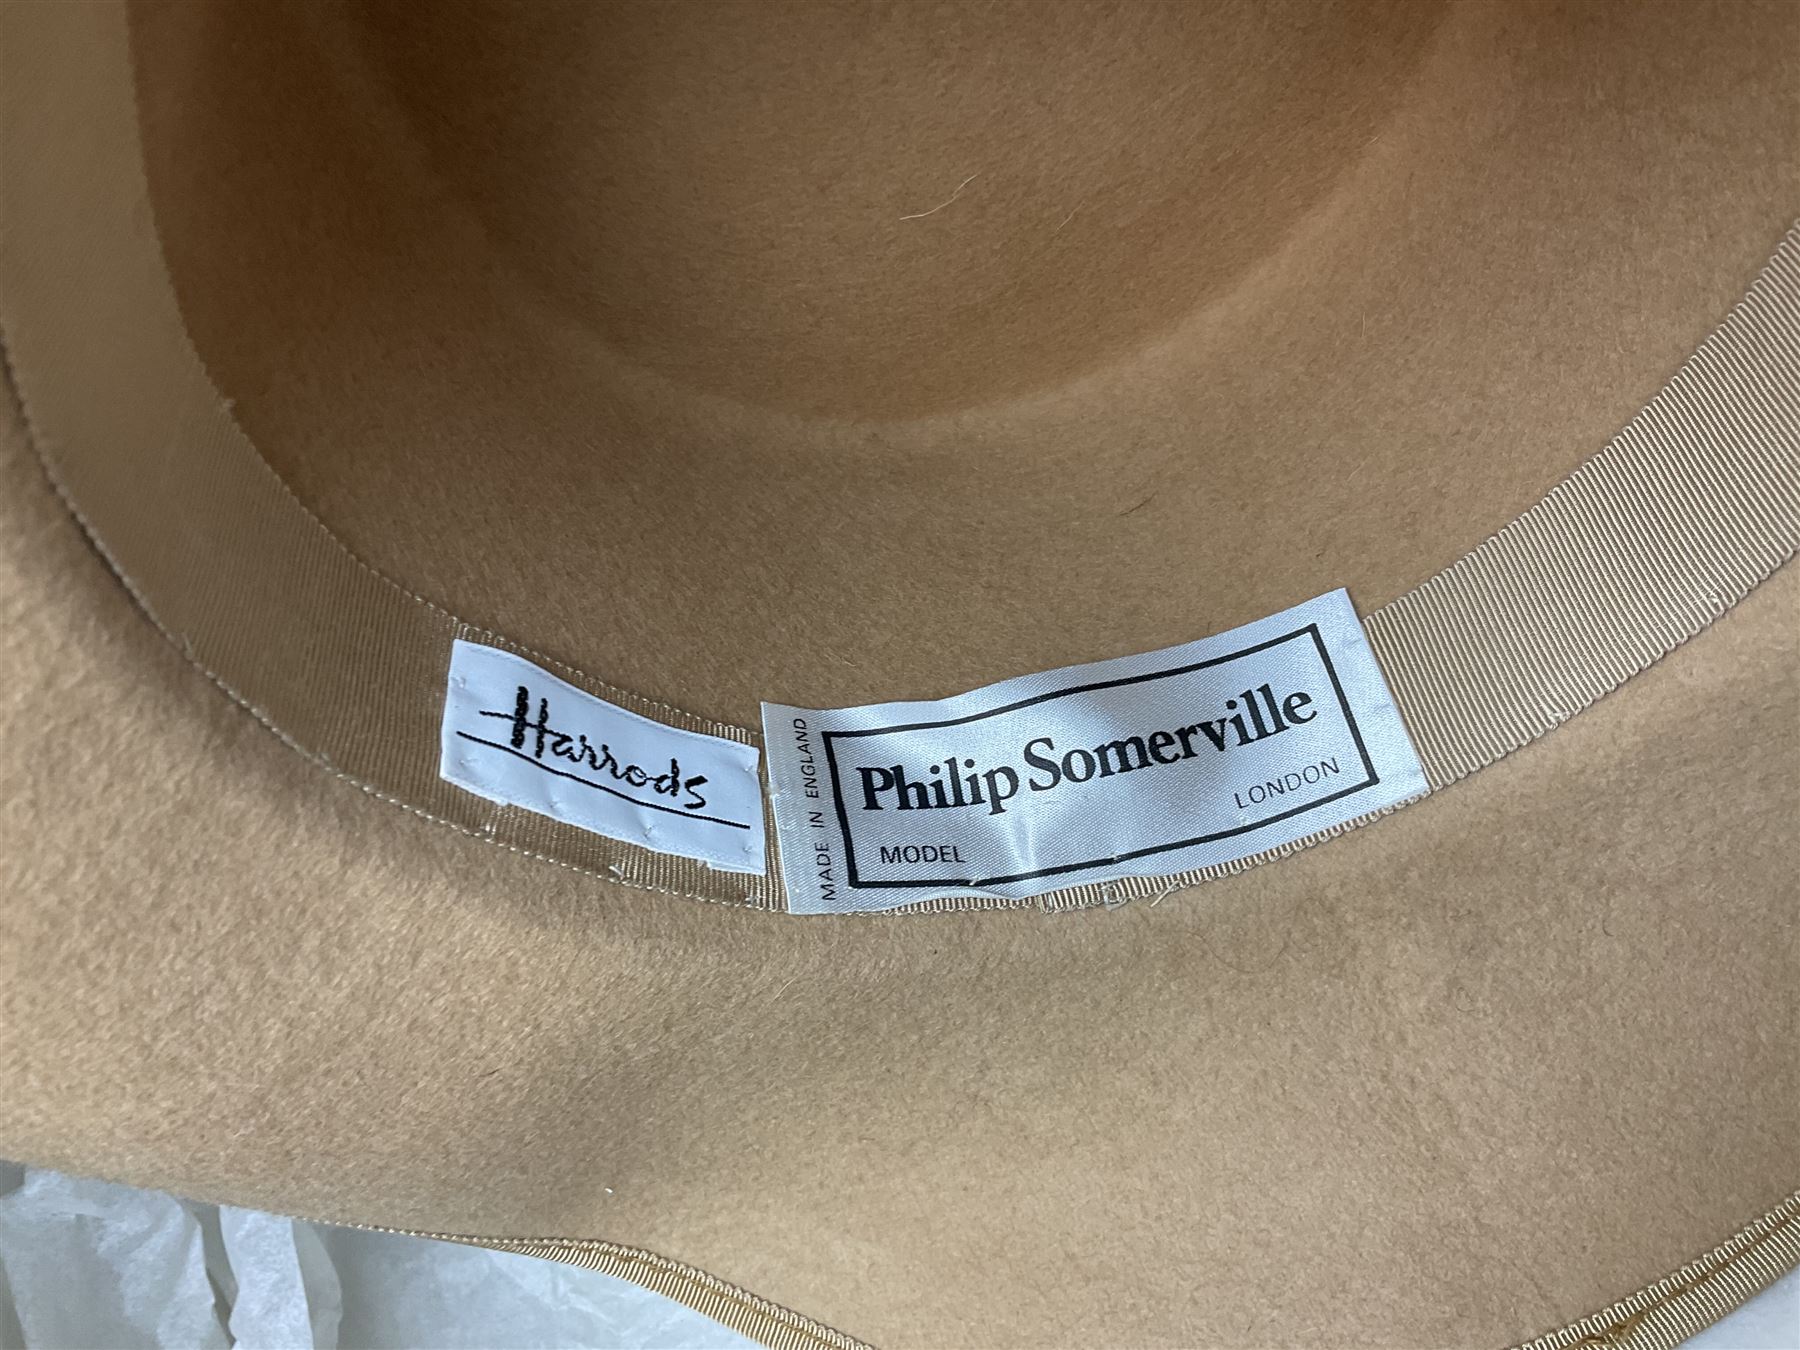 Harrods
MADE IN ENGLAND
Philip Somerville
LONDON
MODEL